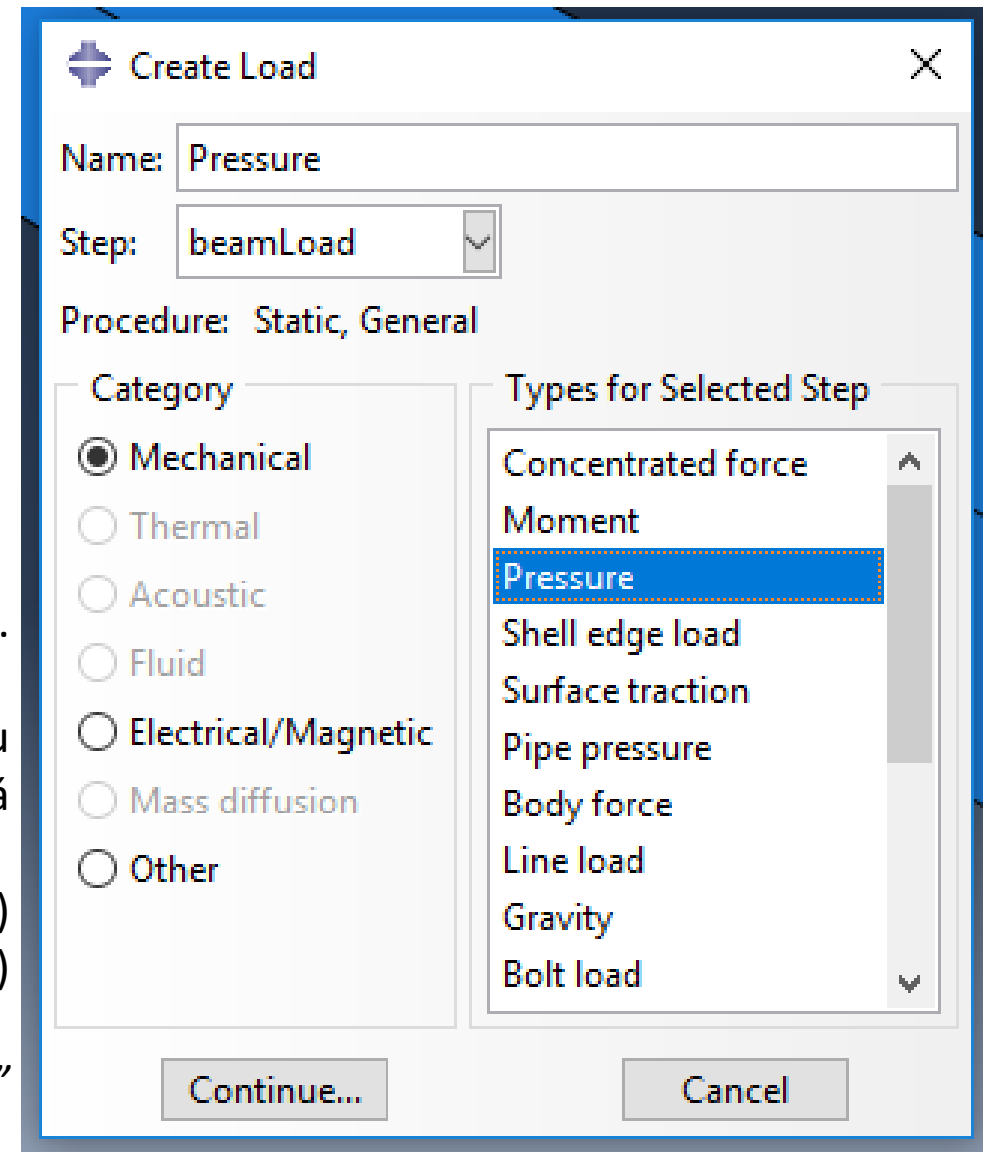 Create Load
Name: Pressure
Step: beamLoad
Procedure: Static, General
Category
Mechanical
Thermal
Acoustic
Fluid
Electrical/Magnetic
Mass diffusion
Other
Types for Selected Step
Concentrated force
Moment
Pressure
Shell edge load
Surface traction
Pipe pressure
Body force
Line load
Gravity
Bolt load
Continue...
Cancel
.
á
)
)
”